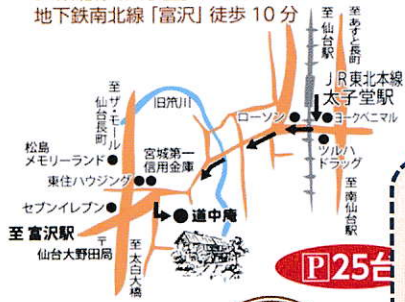 地下鉄南北線「富沢」徒歩10分
至仙台駅
至あすと長町
JR東北本線
太子堂駅
至ザ・モール
仙台長町
旧笊川
ローソン
ヨークベニマル
松島
メモリーランド
宮城第一
信用金庫
ツルハ
ドラッグ
東住ハウジング
セブンイレブン
道中庵
至南仙台駅
至富沢駅
〒
仙台大野田局
至太白大橋
P25台